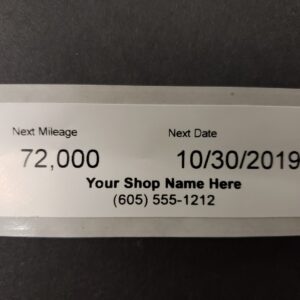 Next Mileage Next Date
72,000 10/30/2019
Your Shop Name Here
(605) 555-1212